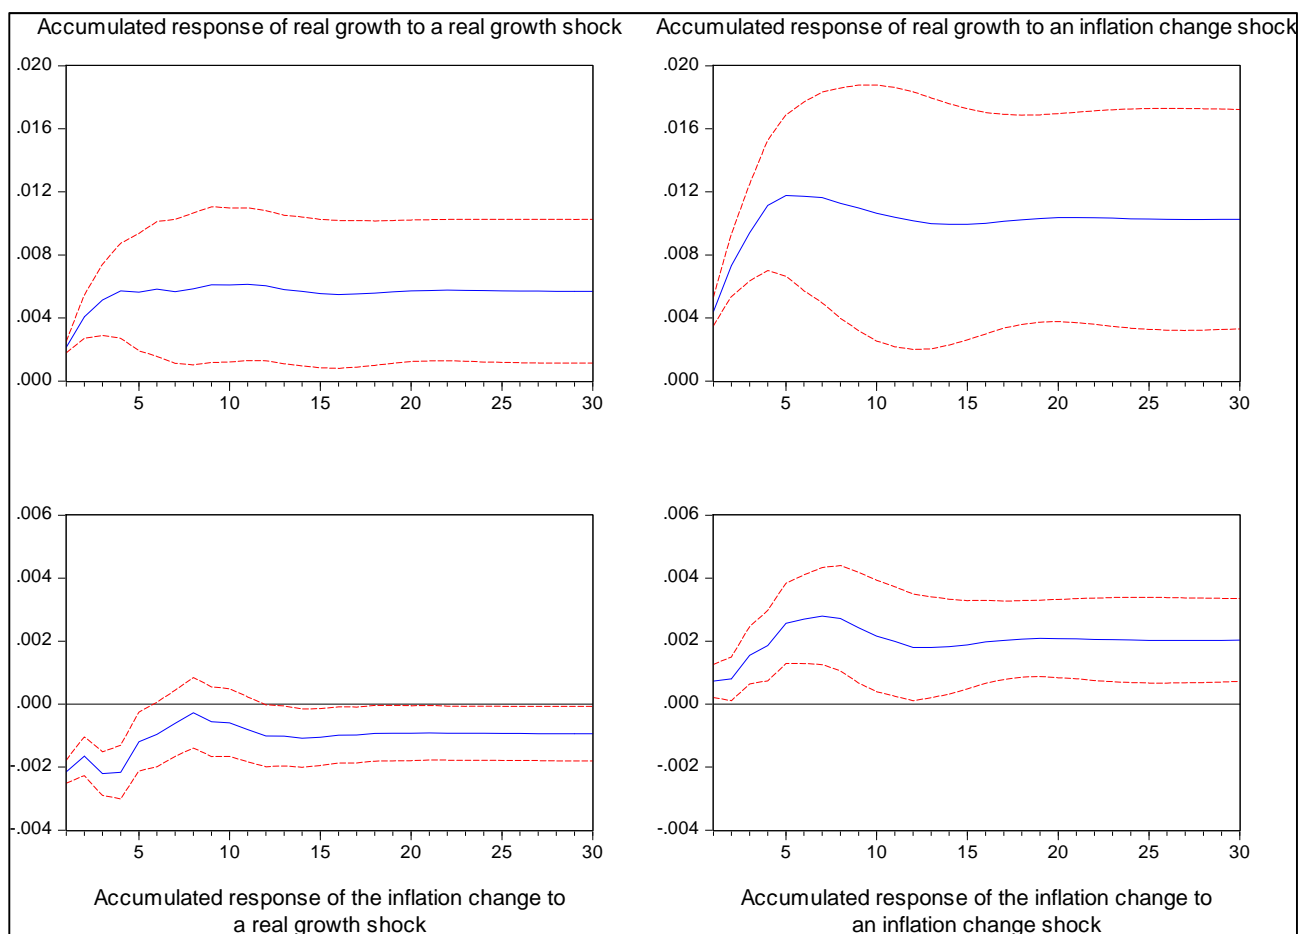 Accumulated response of real growth to a real growth shock
Accumulated response of real growth to an inflation change shock
.020
.016
.012
.008
.004
.000
5 10 15 20 25 30
.020
.016
.012
.008
.004
.000
5 10 15 20 25 30
.006
.004
.002
.000
-.002
-.004
5 10 15 20 25 30
.006
.004
.002
.000
-.002
-.004
5 10 15 20 25 30
Accumulated response of the inflation change to
a real growth shock
Accumulated response of the inflation change to
an inflation change shock